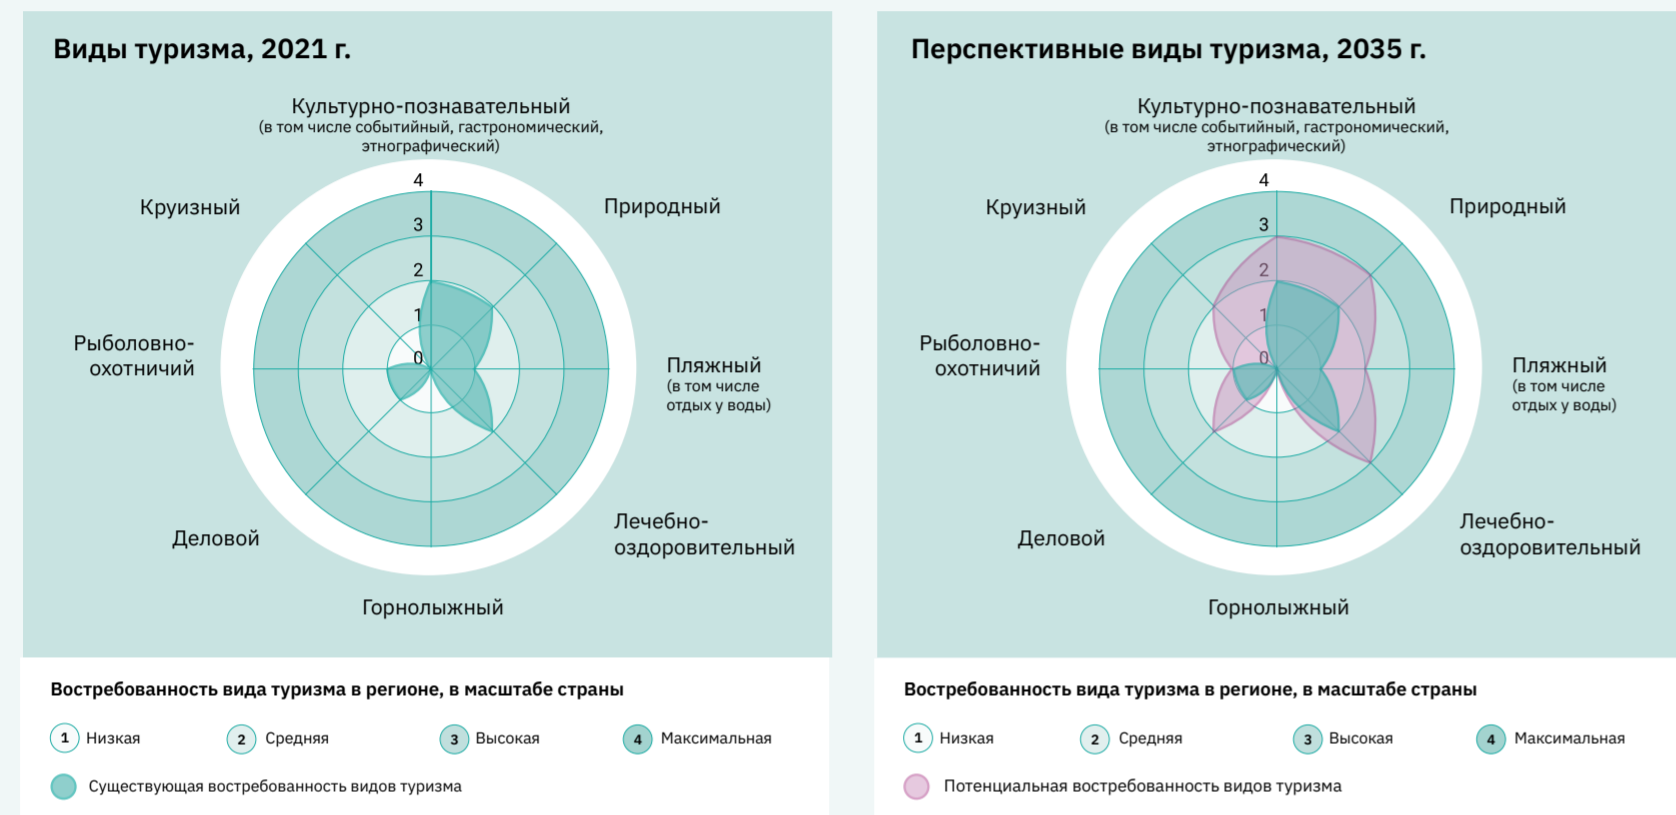 Виды туризма, 2021 г.
Культурно-познавательный
(в том числе событийный, гастрономический,
этнографический)
Круизный
Природный
Рыболовно-
охотничий
Пляжный
(в том числе
отдых у воды)
Деловой
Лечебно-
оздоровительный
Горнолыжный
4
3
2
1
0
Востребованность вида туризма в регионе, в масштабе страны
1 Низкая
2 Средняя
3 Высокая
4 Максимальная
Существующая востребованность видов туризма
Перспективные виды туризма, 2035 г.
Культурно-познавательный
(в том числе событийный, гастрономический,
этнографический)
Круизный
Природный
Рыболовно-
охотничий
Пляжный
(в том числе
отдых у воды)
Деловой
Лечебно-
оздоровительный
Горнолыжный
4
3
2
1
0
Востребованность вида туризма в регионе, в масштабе страны
1 Низкая
2 Средняя
3 Высокая
4 Максимальная
Потенциальная востребованность видов туризма